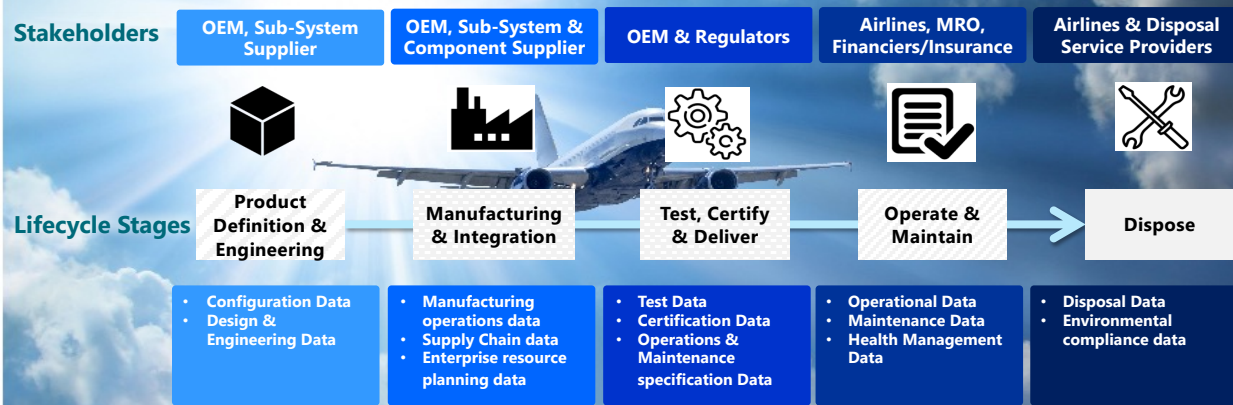 Stakeholders
OEM, Sub-System
Supplier
OEM, Sub-System &
Component Supplier
OEM & Regulators
Airlines, MRO,
Financiers/Insurance
Airlines & Disposal
Service Providers
Lifecycle Stages
Product
Definition &
Engineering
Manufacturing
& Integration
Test, Certify
& Deliver
Operate &
Maintain
Dispose
• Configuration Data
• Design &
Engineering Data
• Manufacturing
operations data
• Supply Chain data
• Enterprise resource
planning data
• Test Data
• Certification Data
• Operations &
Maintenance
specification Data
• Operational Data
• Maintenance Data
• Health Management
Data
• Disposal Data
• Environmental
compliance data